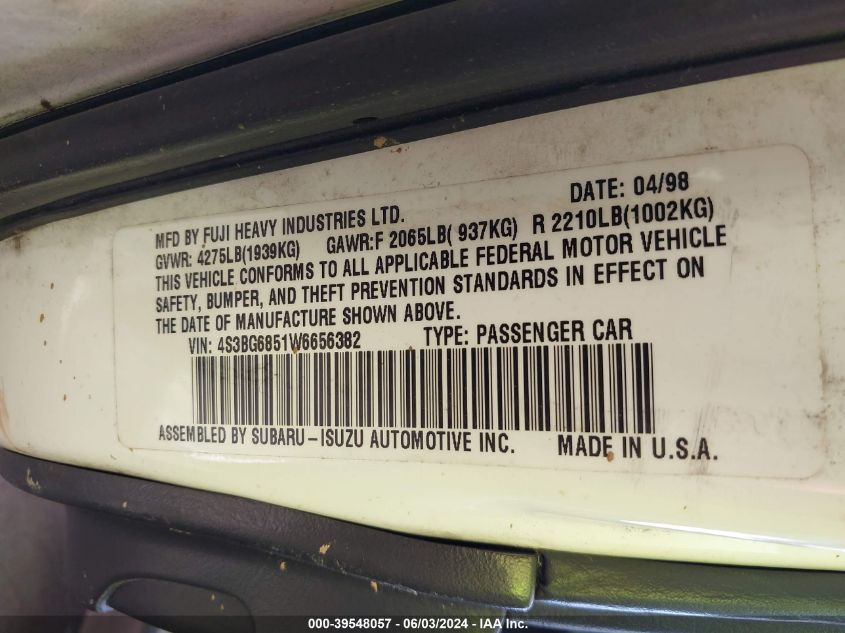 DATE: 04/98
MFD BY FUJI HEAVY INDUSTRIES LTD.
GVWR: 4275LB(1939KG) GAWR:F 2065LB( 937KG) R 2210LB(1002KG)
THIS VEHICLE CONFORMS TO ALL APPLICABLE FEDERAL MOTOR VEHICLE
SAFETY, BUMPER, AND THEFT PREVENTION STANDARDS IN EFFECT ON
THE DATE OF MANUFACTURE SHOWN ABOVE.
VIN: 4S3BG6851W6656382 TYPE: PASSENGER CAR
ASSEMBLED BY SUBARU-ISUZU AUTOMOTIVE INC. MADE IN U.S.A.
000-39548057 - 06/03/2024 - IAA Inc.